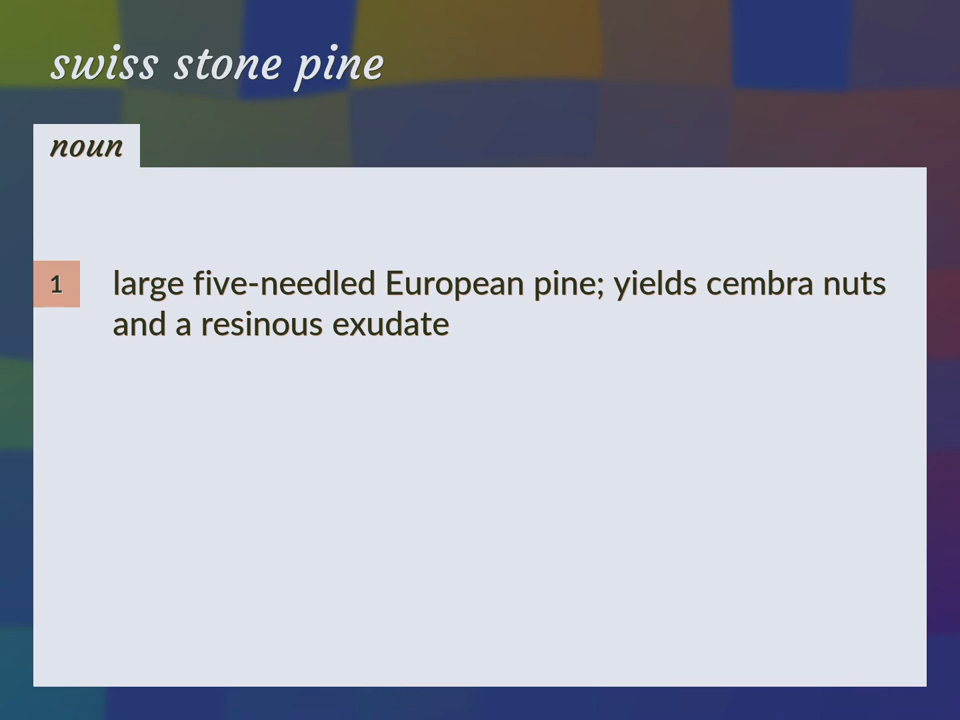 swiss stone pine
noun
1
large five-needled European pine; yields cembra nuts
and a resinous exudate